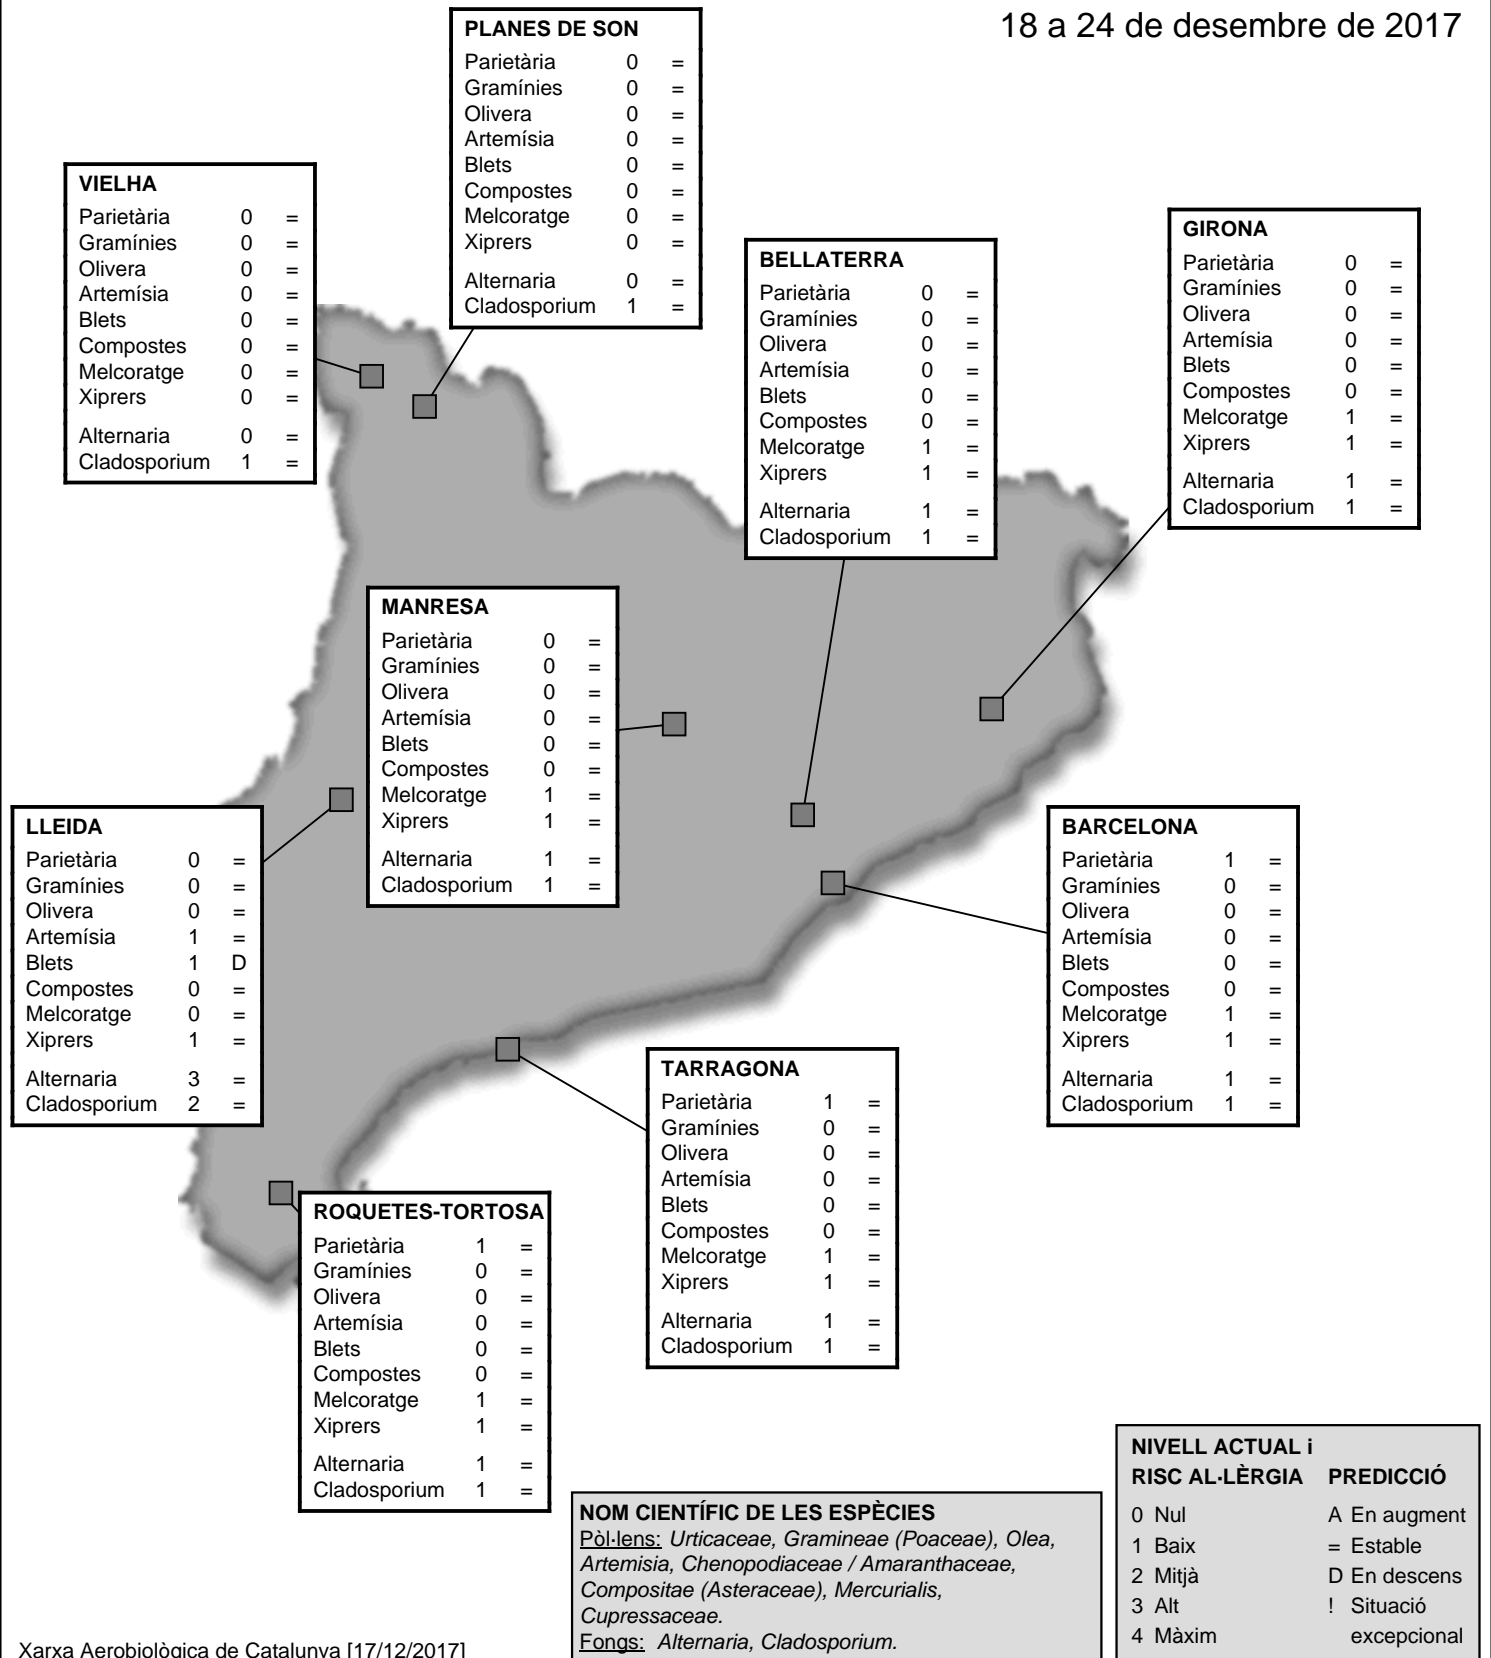 18 a 24 de desembre de 2017
PLANES DE SON
Parietària 0 =
Gramínies 0 =
Olivera 0 =
Artemísia 0 =
Blets 0 =
Compostes 0 =
Melcoratge 0 =
Xiprers 0 =
Alternaria 0 =
Cladosporium 1 =
VIELHA
Parietària 0 =
Gramínies 0 =
Olivera 0 =
Artemísia 0 =
Blets 0 =
Compostes 0 =
Melcoratge 0 =
Xiprers 0 =
Alternaria 0 =
Cladosporium 1 =
GIRONA
Parietària 0 =
Gramínies 0 =
Olivera 0 =
Artemísia 0 =
Blets 0 =
Compostes 0 =
Melcoratge 1 =
Xiprers 1 =
Alternaria 1 =
Cladosporium 1 =
BELLATERRA
Parietària 0 =
Gramínies 0 =
Olivera 0 =
Artemísia 0 =
Blets 0 =
Compostes 0 =
Melcoratge 1 =
Xiprers 1 =
Alternaria 1 =
Cladosporium 1 =
MANRESA
Parietària 0 =
Gramínies 0 =
Olivera 0 =
Artemísia 0 =
Blets 0 =
Compostes 0 =
Melcoratge 1 =
Xiprers 1 =
Alternaria 1 =
Cladosporium 1 =
LLEIDA
Parietària 0 =
Gramínies 0 =
Olivera 0 =
Artemísia 1 =
Blets 1 D
Compostes 0 =
Melcoratge 0 =
Xiprers 1 =
Alternaria 3 =
Cladosporium 2 =
BARCELONA
Parietària 1 =
Gramínies 0 =
Olivera 0 =
Artemísia 0 =
Blets 0 =
Compostes 0 =
Melcoratge 1 =
Xiprers 1 =
Alternaria 1 =
Cladosporium 1 =
TARRAGONA
Parietària 1 =
Gramínies 0 =
Olivera 0 =
Artemísia 0 =
Blets 0 =
Compostes 0 =
Melcoratge 1 =
Xiprers 1 =
Alternaria 1 =
Cladosporium 1 =
ROQUETES-TORTOSA
Parietària 1 =
Gramínies 0 =
Olivera 0 =
Artemísia 0 =
Blets 0 =
Compostes 0 =
Melcoratge 1 =
Xiprers 1 =
Alternaria 1 =
Cladosporium 1 =
NOM CIENTÍFIC DE LES ESPÈCIES
Pòl·lens: Urticaceae, Gramineae (Poaceae), Olea,
Artemisia, Chenopodiaceae / Amaranthaceae,
Compositae (Asteraceae), Mercurialis,
Cupressaceae.
Fongs: Alternaria, Cladosporium.
NIVELL ACTUAL i
RISC AL·LÈRGIA PREDICCIÓ
0 Nul A En augment
1 Baix = Estable
2 Mitjà D En descens
3 Alt ! Situació
4 Màxim excepcional
Xarxa Aerobiològica de Catalunya [17/12/2017]